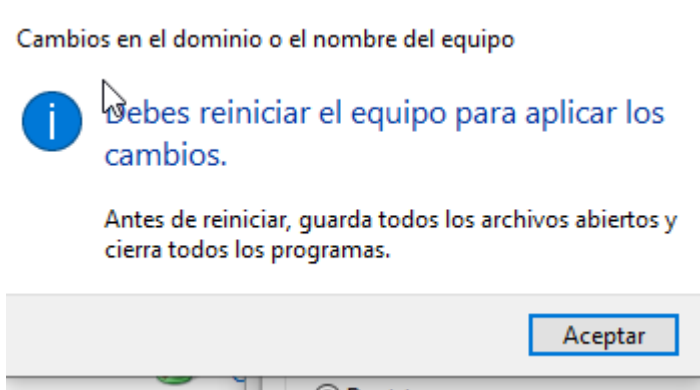 Cambios en el dominio o el nombre del equipo
Debes reiniciar el equipo para aplicar los
cambios.
Antes de reiniciar, guarda todos los archivos abiertos y
cierra todos los programas.
Aceptar